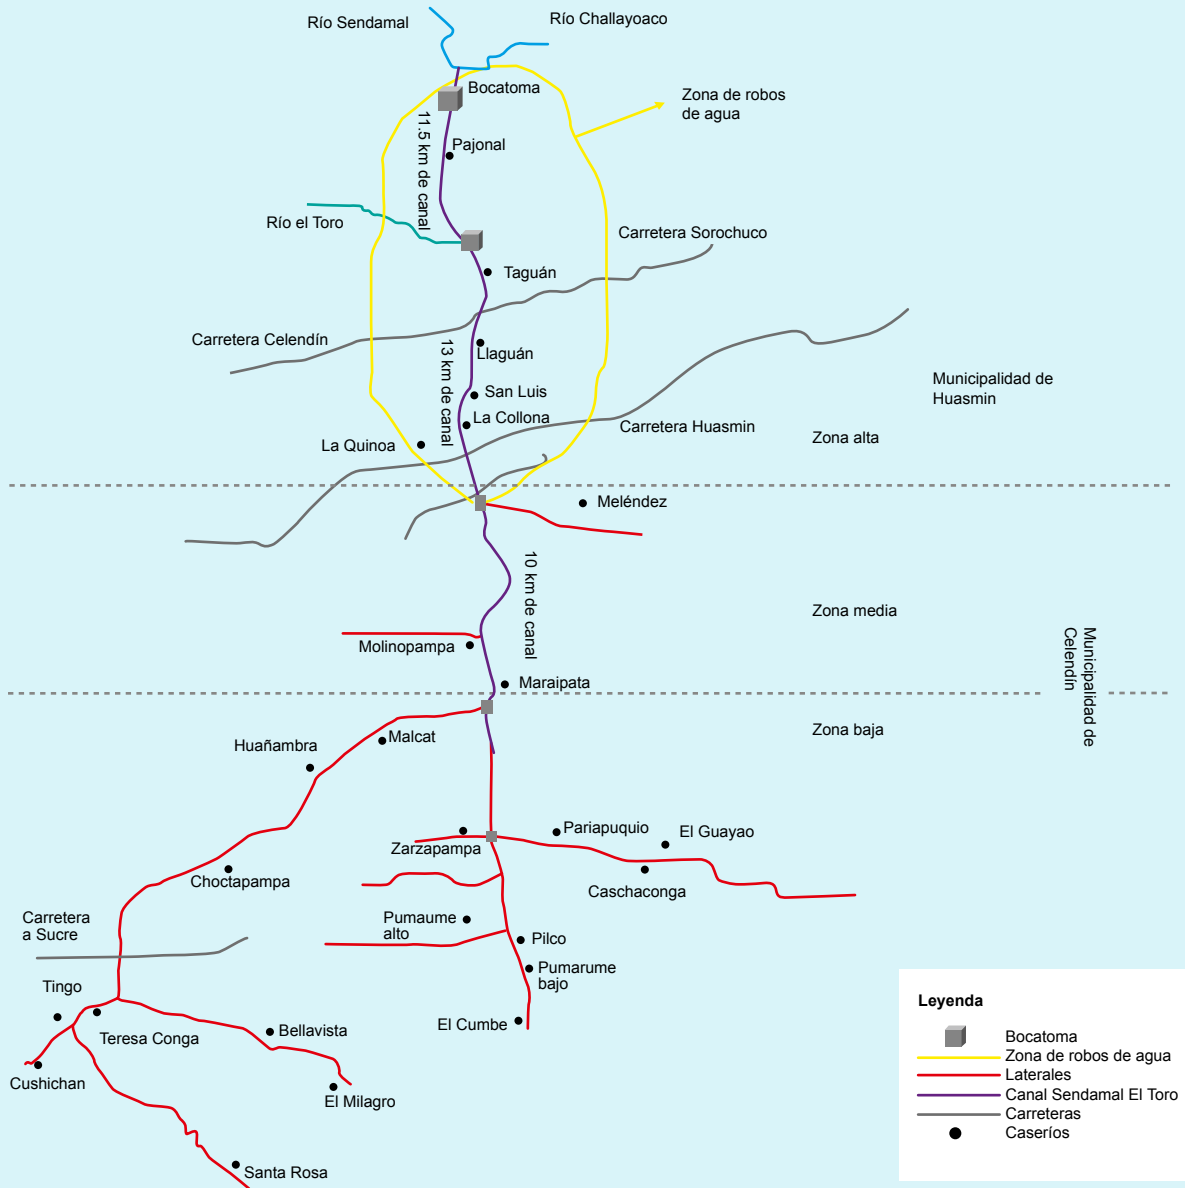 Río Sendamal
Río Challayoaco
Bocatoma
Zona de robos
de agua
11.5 km de canal
Pajonal
Río el Toro
Carretera Sorochuco
Taguán
Carretera Celendín
13 km de canal
Llaguán
San Luis
La Collona
Carretera Huasmin
La Quinoa
Municipalidad de
Huasmin
Zona alta
Meléndez
10 km de canal
Zona media
Molinopampa
Maraipata
Municipalidad de
Celendín
Zona baja
Malcat
Huañambra
Zarzapampa
Pariapuquio
El Guayao
Caschaconga
Choctapampa
Carretera
a Sucre
Pumaume
alto
Pilco
Pumarume
bajo
El Cumbe
Tingo
Teresa Conga
Bellavista
Cushichan
El Milagro
Santa Rosa
Leyenda
Bocatoma
Zona de robos de agua
Laterales
Canal Sendamal El Toro
Carreteras
Caseríos